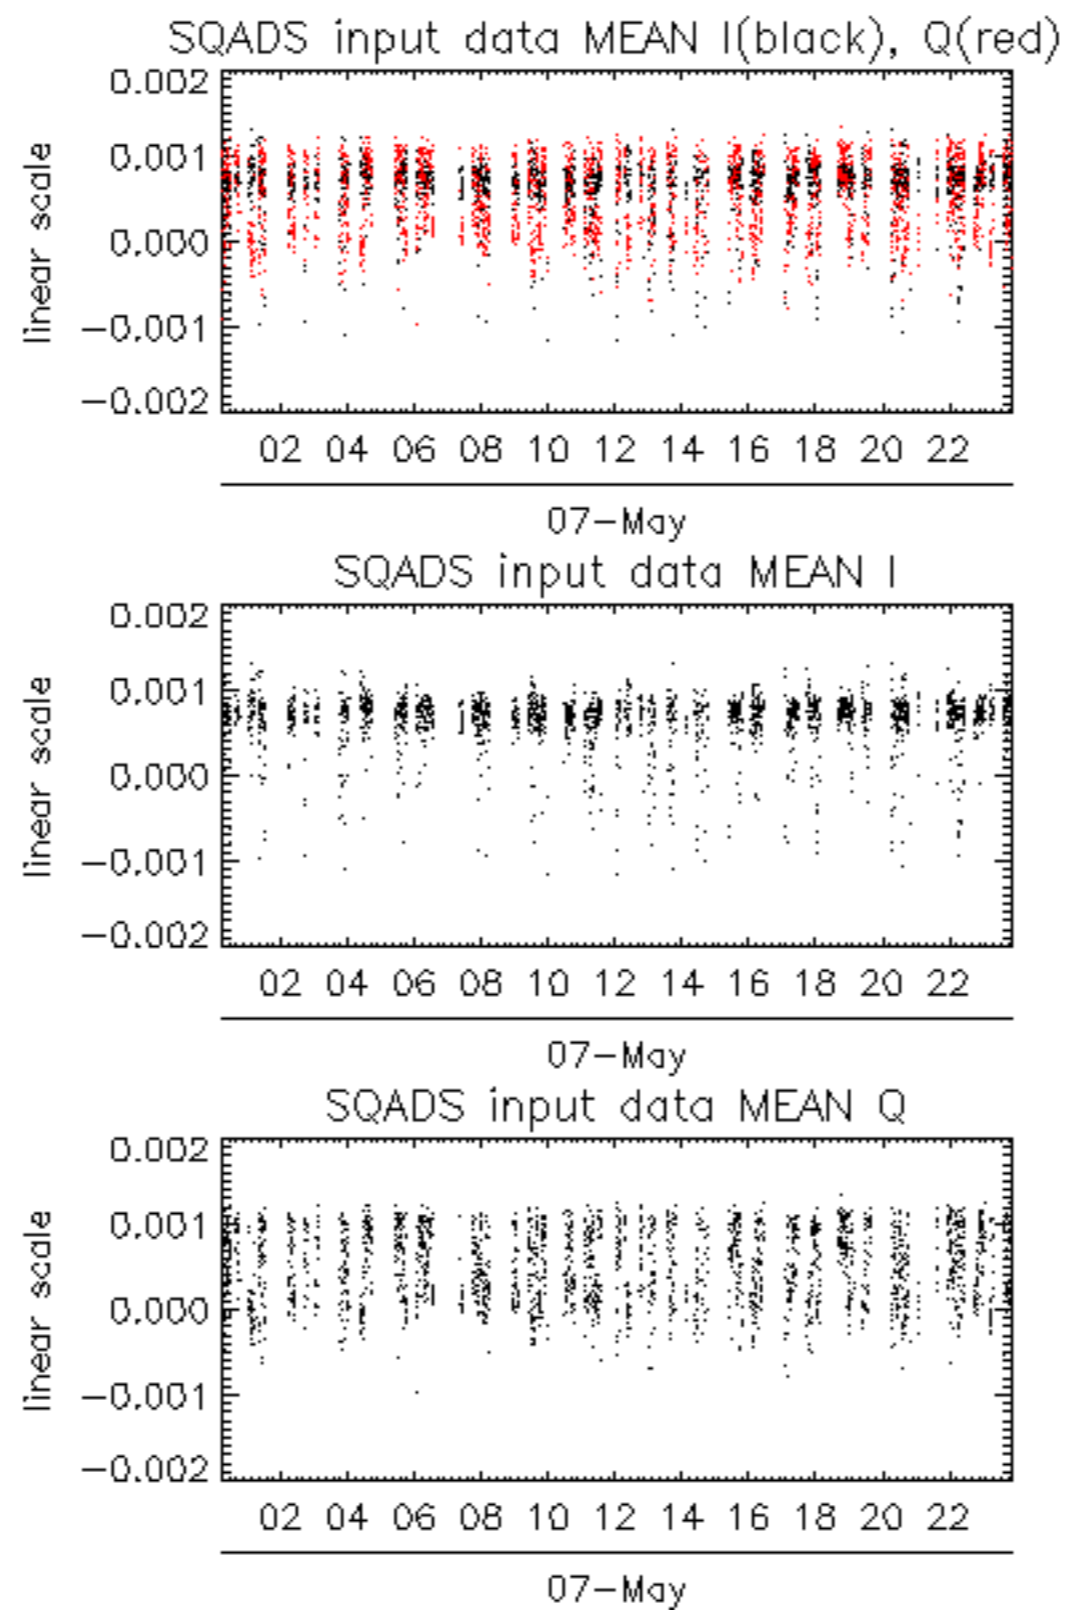 SQADS input data MEAN I(black), Q(red)
0.002
0.001
0.000
−0.001
−0.002
linear scale
02 04 06 08 10 12 14 16 18 20 22
07−May
SQADS input data MEAN I
0.002
0.001
0.000
−0.001
−0.002
linear scale
02 04 06 08 10 12 14 16 18 20 22
07−May
SQADS input data MEAN Q
0.002
0.001
0.000
−0.001
−0.002
linear scale
02 04 06 08 10 12 14 16 18 20 22
07−May